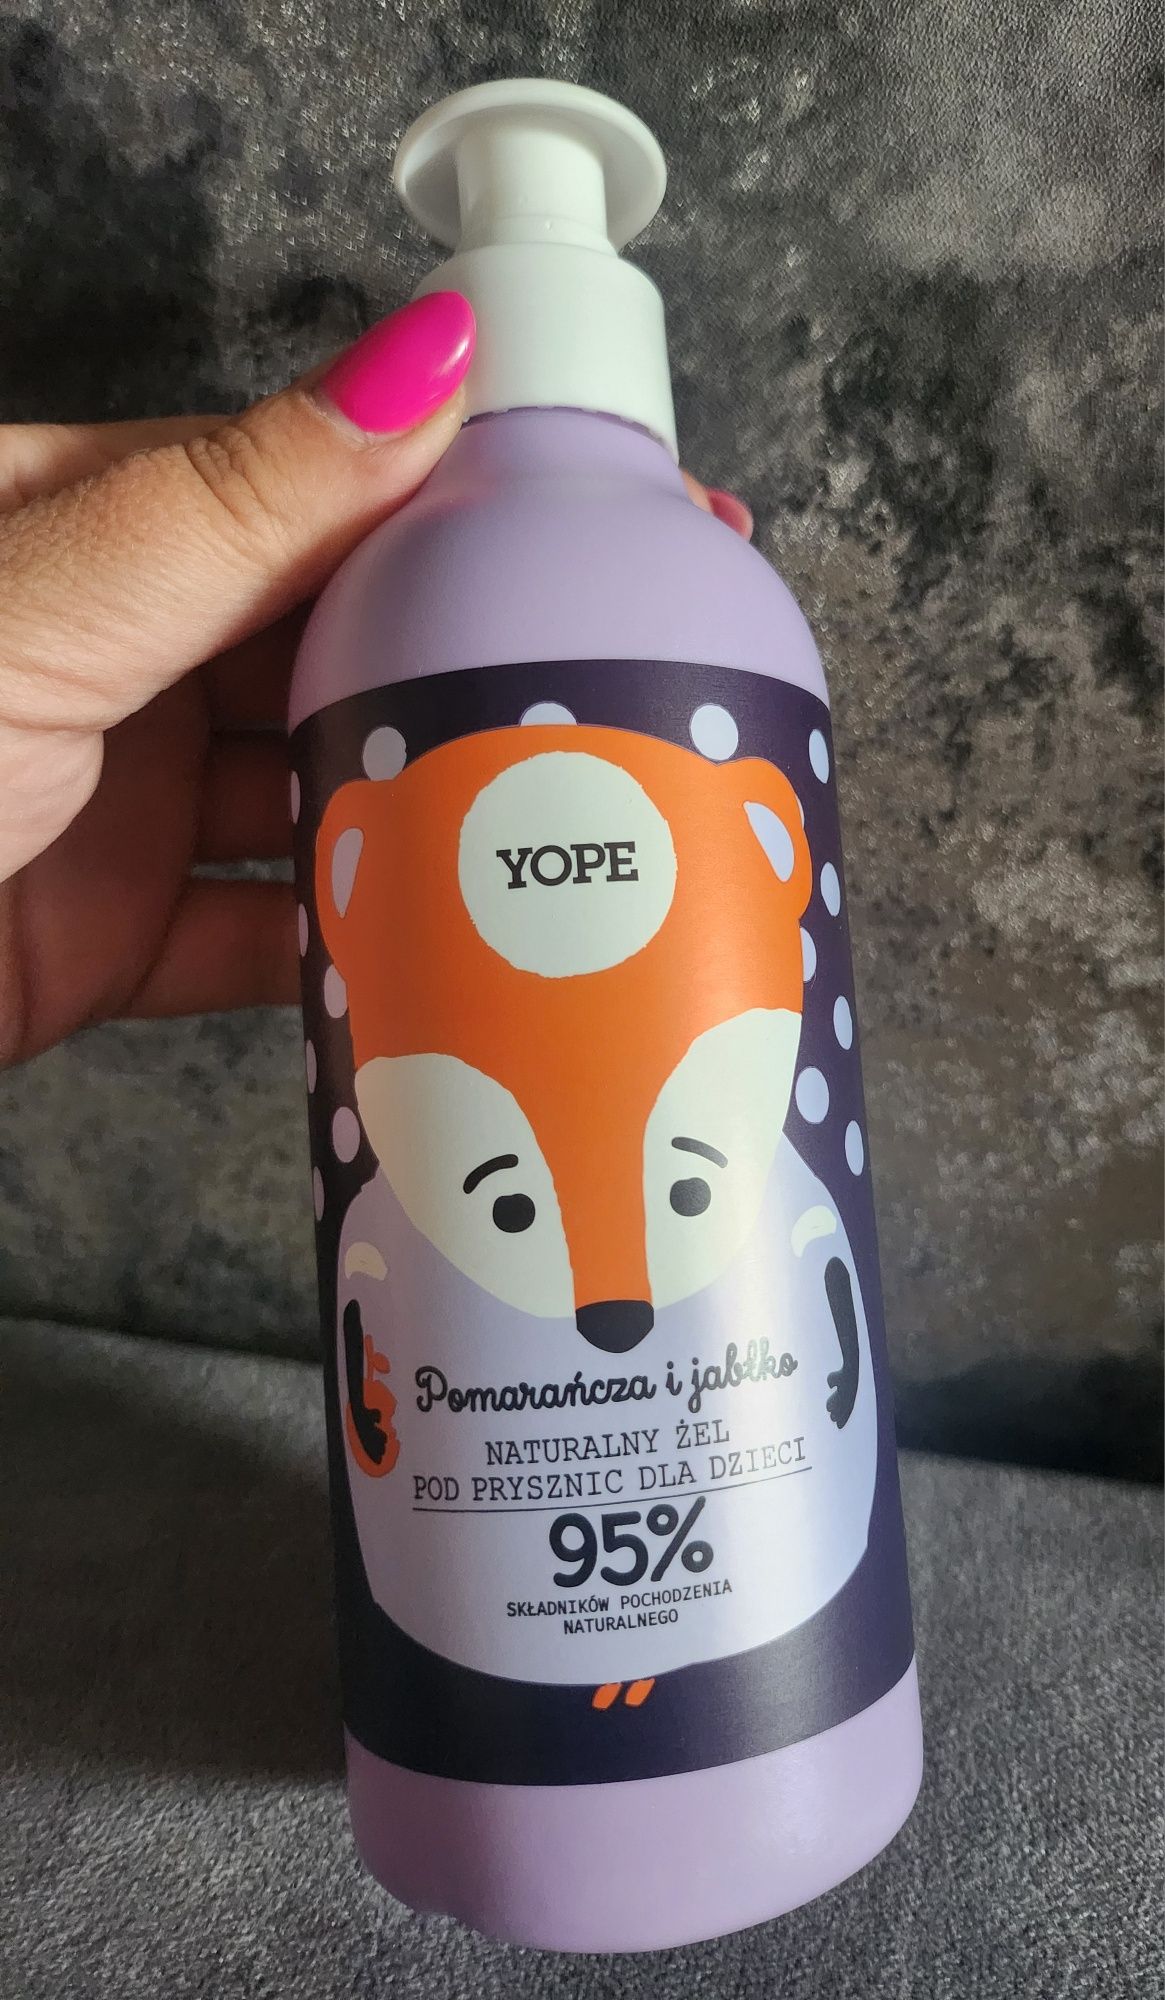 YOPE
Pomarańcza i jabłko
NATURALNY ŻEL
POD PRYSZNIC DLA DZIECI
95%
SKŁADNIKÓW POCHODZENIA
NATURALNEGO